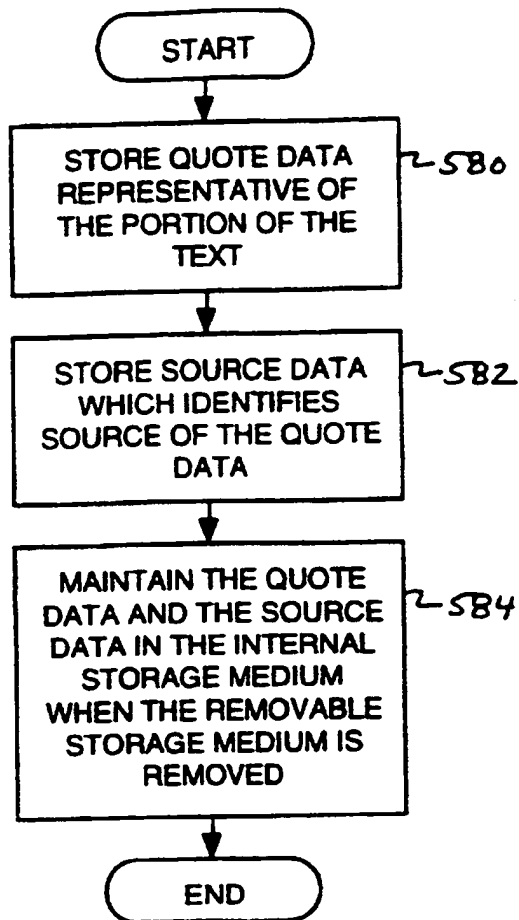 START
STORE QUOTE DATA
REPRESENTATIVE OF
THE PORTION OF THE
TEXT
580
STORE SOURCE DATA
WHICH IDENTIFIES
SOURCE OF THE QUOTE
DATA
582
MAINTAIN THE QUOTE
DATA AND THE SOURCE
DATA IN THE INTERNAL
STORAGE MEDIUM
WHEN THE REMOVABLE
STORAGE MEDIUM IS
REMOVED
584
END